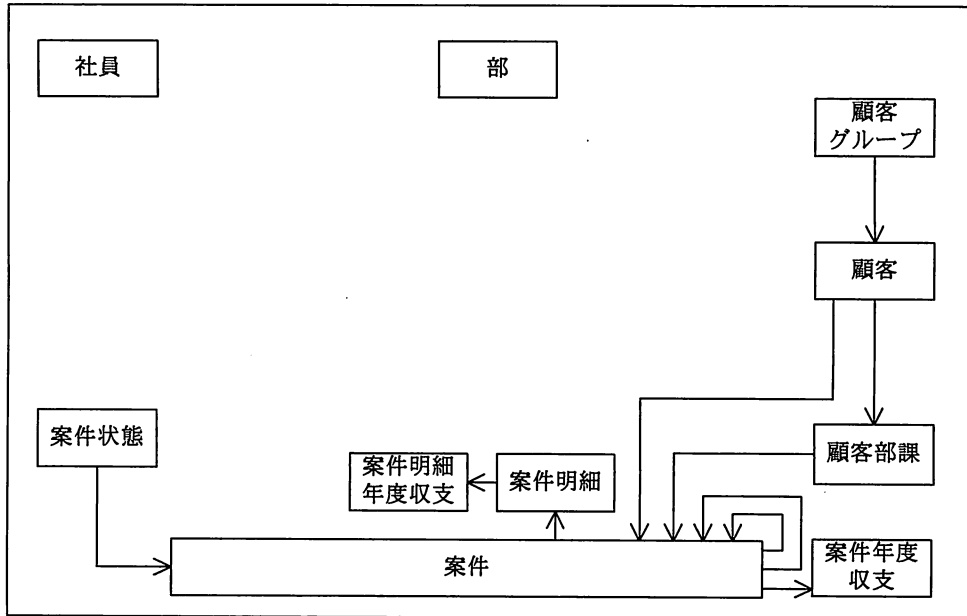 社員
部
顧客
グループ
顧客
案件状態
顧客部課
案件明細
年度収支
案件明細
案件
案件年度
収支